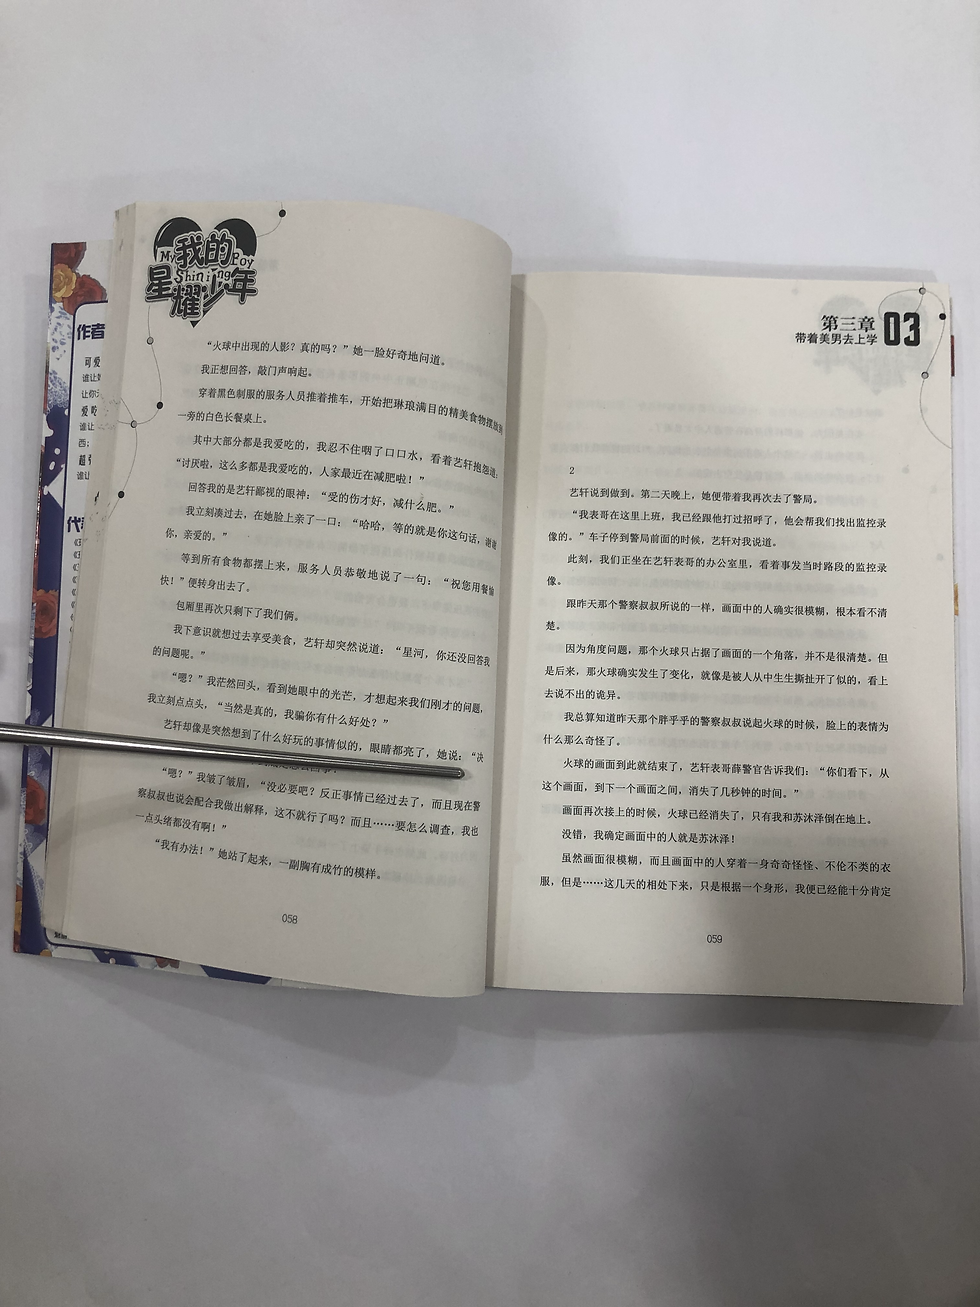 作者
可爱
谁让
让你
爱吃
谁让
西；
超
谁让
代
我的
My Shining Boy
星耀少年
“火球中出现的人影？真的吗？”她一脸好奇地问道。
我正想回答，敲门声响起。
穿着黑色制服的服务人员推着推车，开始把琳琅满目的精美食物摆放到
一旁的白色长餐桌上。
其中大部分都是我爱吃的，我忍不住咽了口口水，看着艺轩抱怨道：
“讨厌啦，这么多都是我爱吃的，人家最近在减肥啦！”
回答我的是艺轩鄙视的眼神：“受的伤才好，减什么肥。”
我立刻凑过去，在她脸上亲了一口：“哈哈，等的就是你这句话，谢谢
你，亲爱的。”
等到所有食物都摆上来，服务人员恭敬地说了一句：“祝您用餐愉
快！”便转身出去了。
包厢里再次只剩下了我们俩。
我下意识就想过去享受美食，艺轩却突然说道：“星河，你还没回答我
的问题呢。”
“嗯？”我茫然回头，看到她眼中的光芒，才想起来我们刚才的问题，
我立刻点点头，“当然是真的，我骗你有什么好处？”
艺轩却像是突然想到了什么好玩的事情似的，眼睛都亮了，她说：“决
“嗯？”我皱了皱眉，“没必要吧？反正事情已经过去了，而且现在警
察叔叔也说会配合我做出解释，这不就行了吗？而且……要怎么调查，我也
一点头绪都没有啊！”
“我有办法！”她站了起来，一副胸有成竹的模样。
058
第三章
带着美男去上学
03
2
艺轩说到做到。第二天晚上，她便带着我再次去了警局。
“我表哥在这里上班，我已经跟他打过招呼了，他会帮我们找出监控录
像的。”车子停到警局前面的时候，艺轩对我说道。
此刻，我们正坐在艺轩表哥的办公室里，看着事发当时路段的监控录
像。
跟昨天那个警察叔叔所说的一样，画面中的人确实很模糊，根本看不清
楚。
因为角度问题，那个火球只占据了画面的一个角落，并不是很清楚。但
是后来，那火球确实发生了变化，就像是被人从中生生撕扯开了似的，看上
去说不出的诡异。
我总算知道昨天那个胖乎乎的警察叔叔说起火球的时候，脸上的表情为
什么那么奇怪了。
火球的画面到此就结束了，艺轩表哥薛警官告诉我们：“你们看下，从
这个画面，到下一个画面之间，消失了几秒钟的时间。”
画面再次接上的时候，火球已经消失了，只有我和苏沐泽倒在地上。
没错，我确定画面中的人就是苏沐泽！
虽然画面很模糊，而且画面中的人穿着一身奇奇怪怪、不伦不类的衣
服，但是……这几天的相处下来，只是根据一个身形，我便已经能十分肯定
059